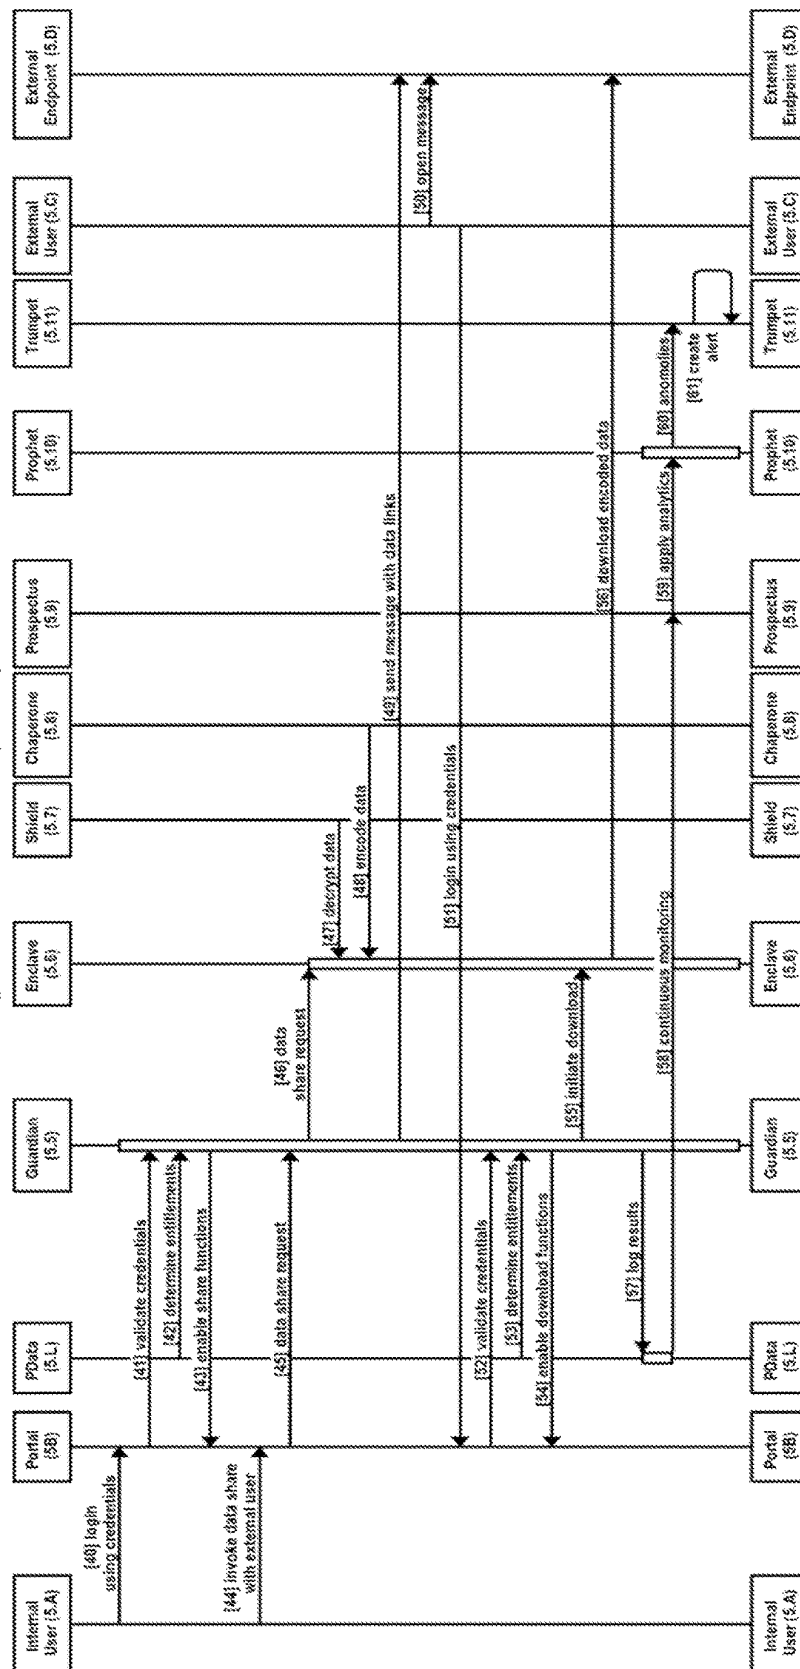 Internal
User (5.A)
Portal
(5B)
PData
(5.L)
Guardian
(5.5)
Enclave
(5.6)
Shield
(5.7)
Chaperone
(5.8)
Prospectus
(5.9)
Prophet
(5.10)
Trumpet
(5.11)
External
User (5.C)
External
Endpoint (5.D)
[40] login
using credentials
[41] validate credentials
[42] determine entitlements
[43] enable share functions
[44] invoke data share
with external user
[45] data share request
[46] data
share request
[47] decrypt data
[48] encode data
[49] send message with data links
[50] open message
[51] login using credentials
[52] validate credentials
[53] determine entitlements
[54] enable download functions
[55] initiate download
[56] download encoded data
[57] log results
[58] continuous monitoring
[59] apply analytics
[60] anomolies
[61] create
alert
Internal
User (5.A)
Portal
(5B)
PData
(5.L)
Guardian
(5.5)
Enclave
(5.6)
Shield
(5.7)
Chaperone
(5.8)
Prospectus
(5.9)
Prophet
(5.10)
Trumpet
(5.11)
External
User (5.C)
External
Endpoint (5.D)